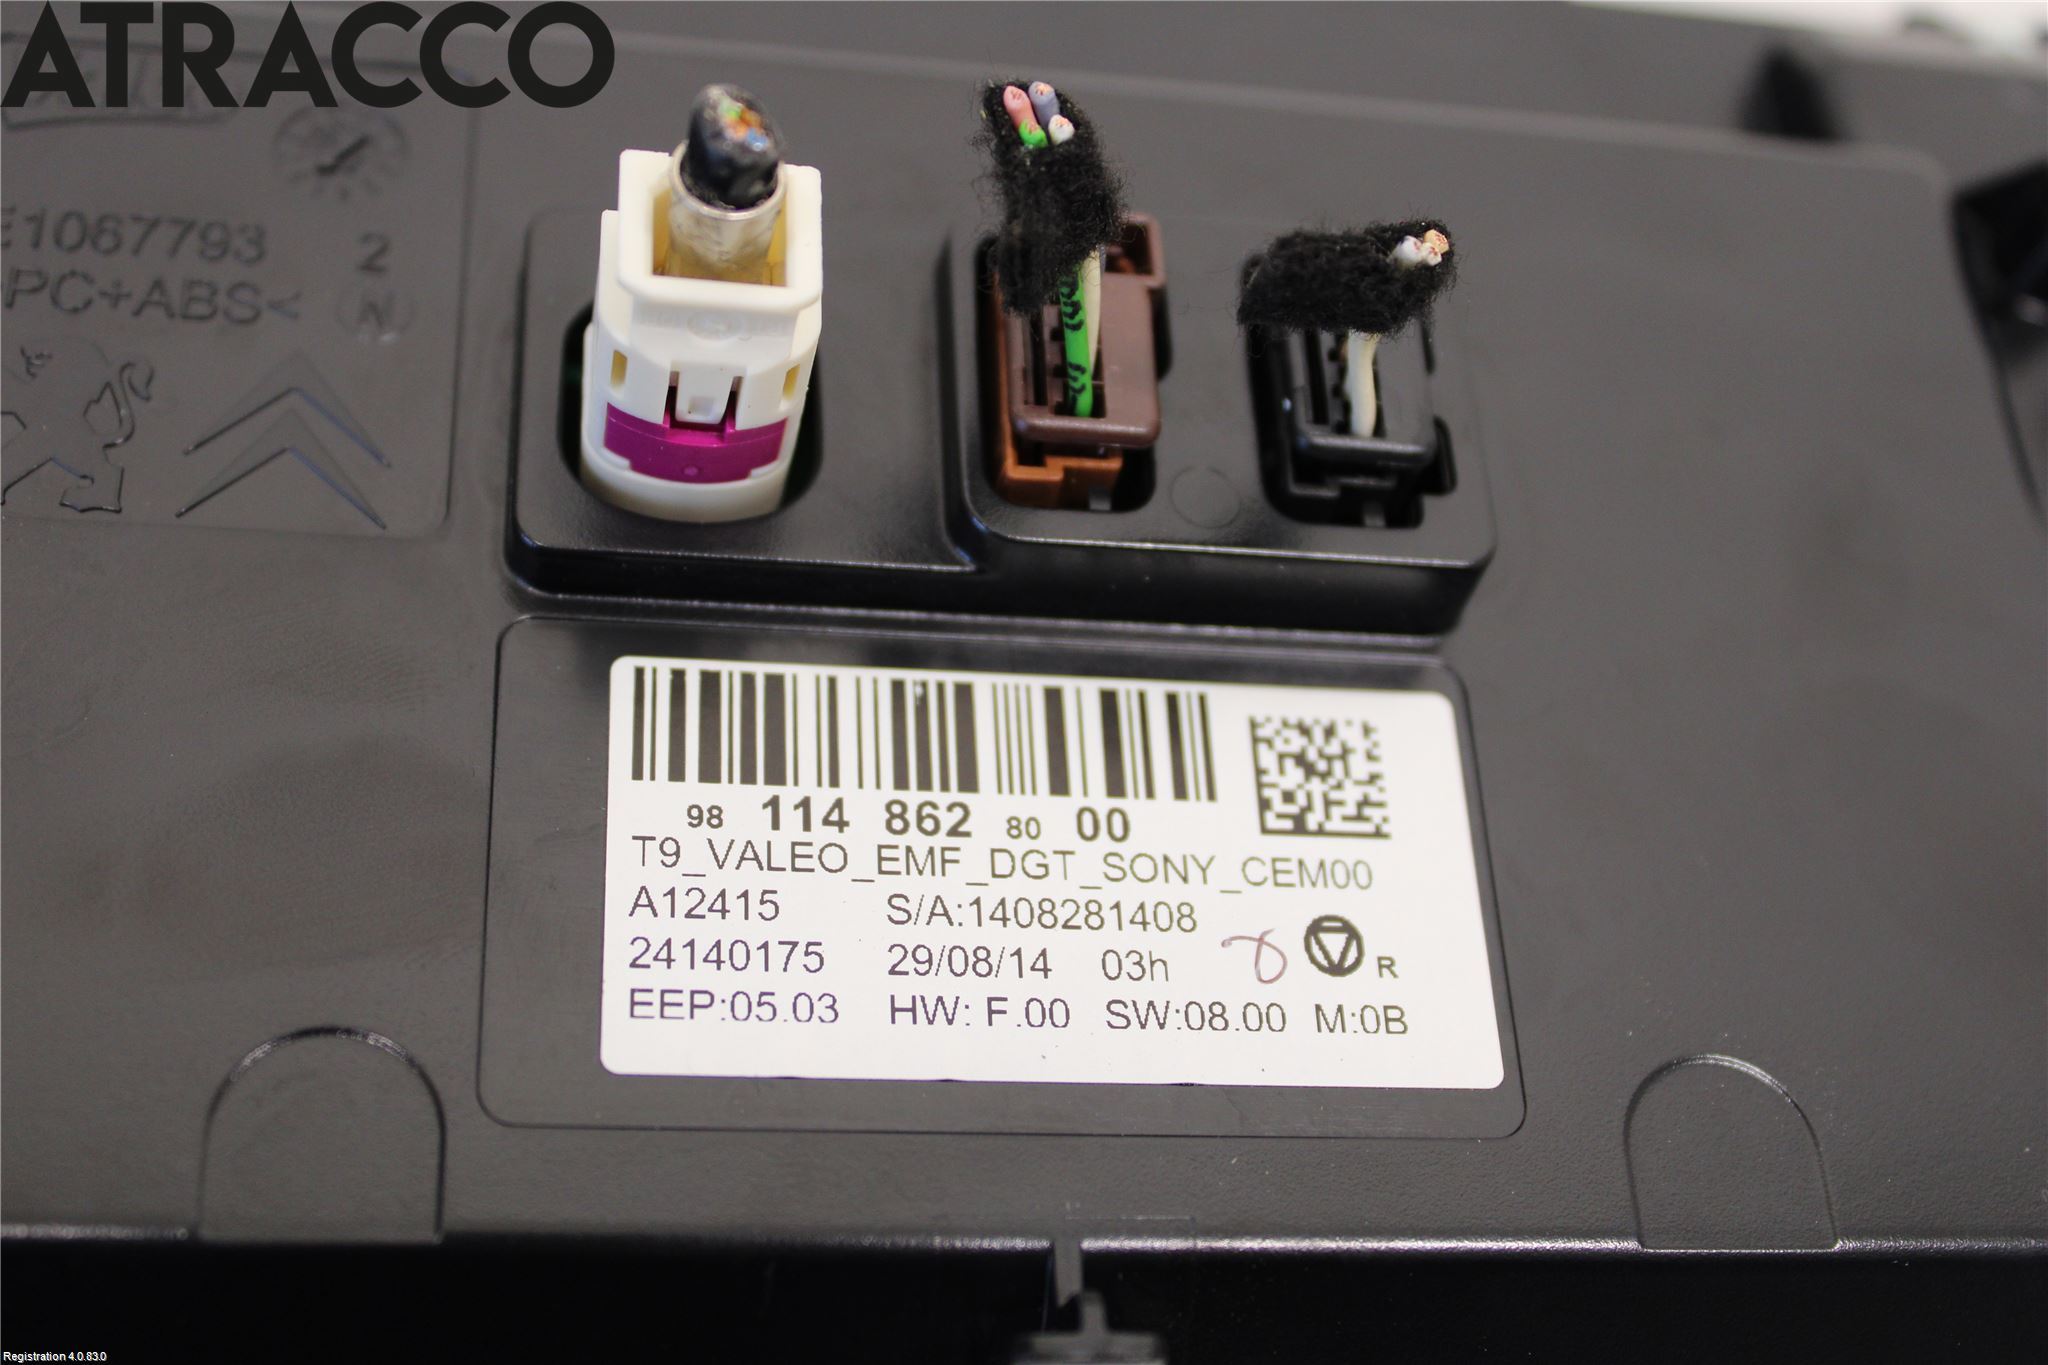 ATRACCO
E1067793 2
>PC+ABS< N
98 114 862 80 00
T9_VALEO_EMF_DGT_SONY_CEM00
A12415 S/A:1408281408
24140175 29/08/14 03h R
EEP:05.03 HW: F.00 SW:08.00 M:0B
Registration 4.0.83.0